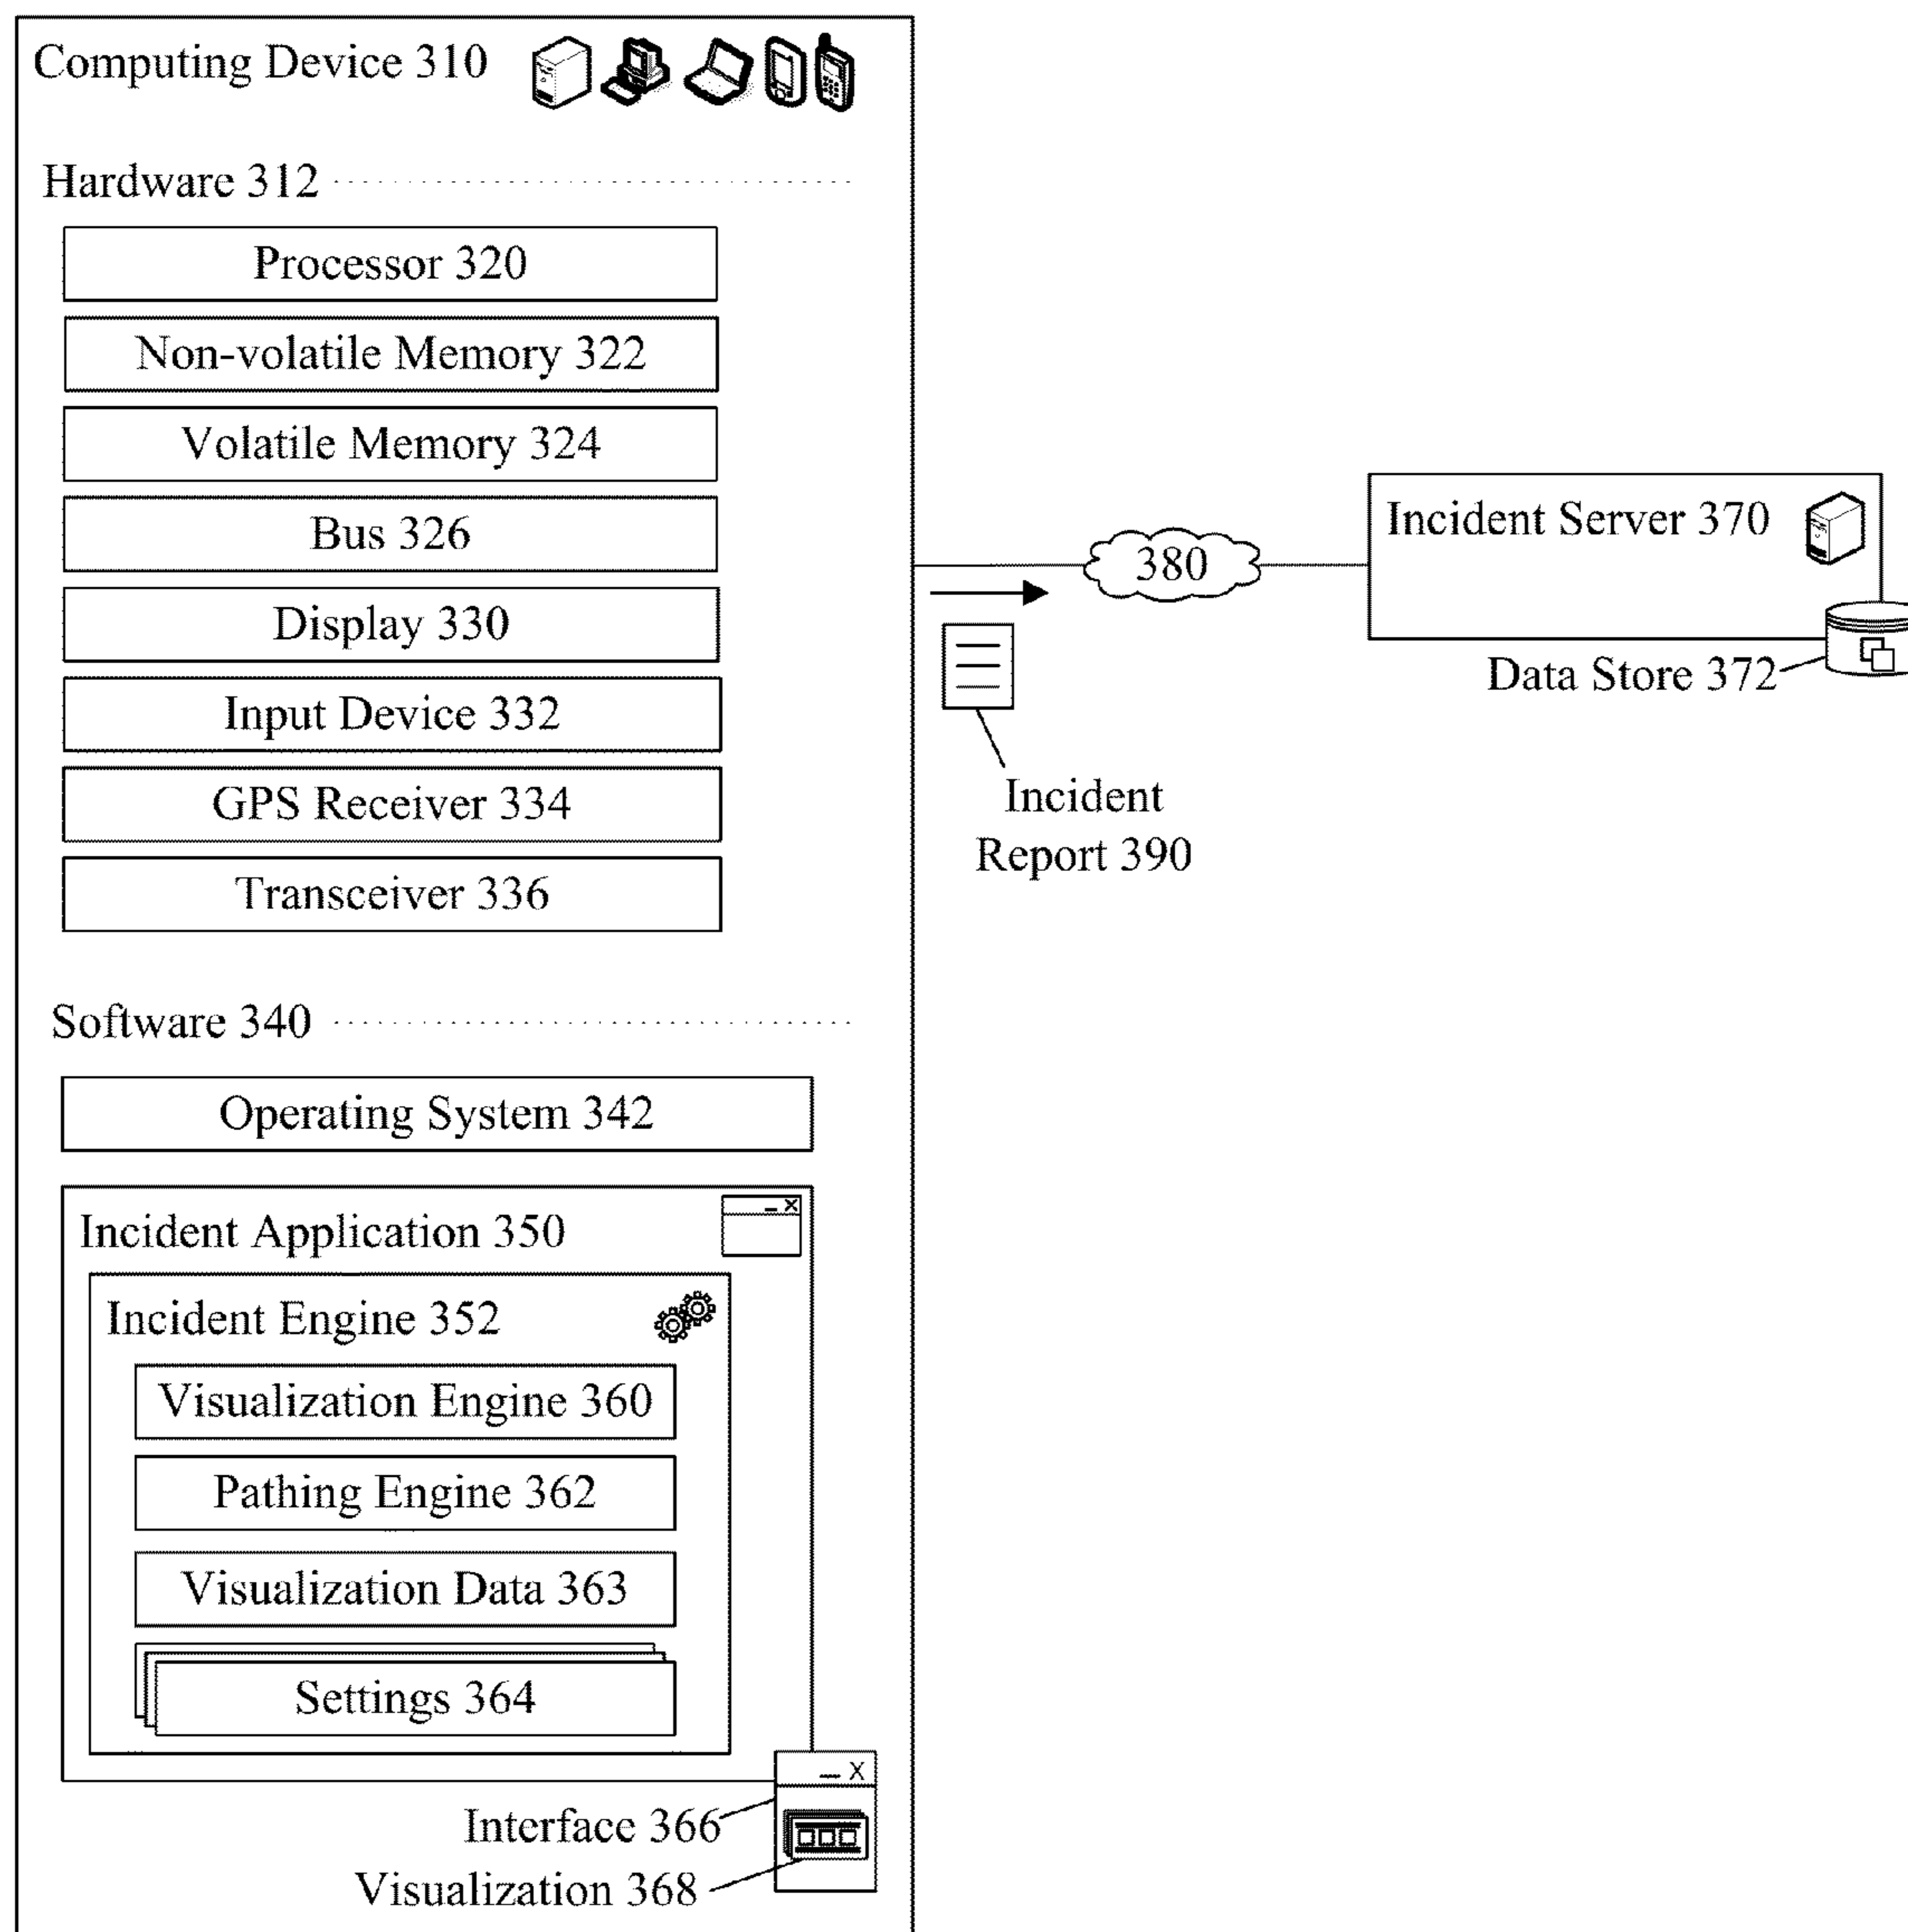 Computing Device 310
Hardware 312
Processor 320
Non-volatile Memory 322
Volatile Memory 324
Bus 326
Display 330
Input Device 332
GPS Receiver 334
Transceiver 336
Software 340
Operating System 342
Incident Application 350
Incident Engine 352
Visualization Engine 360
Pathing Engine 362
Visualization Data 363
Settings 364
Interface 366
Visualization 368
380
Incident
Report 390
Incident Server 370
Data Store 372